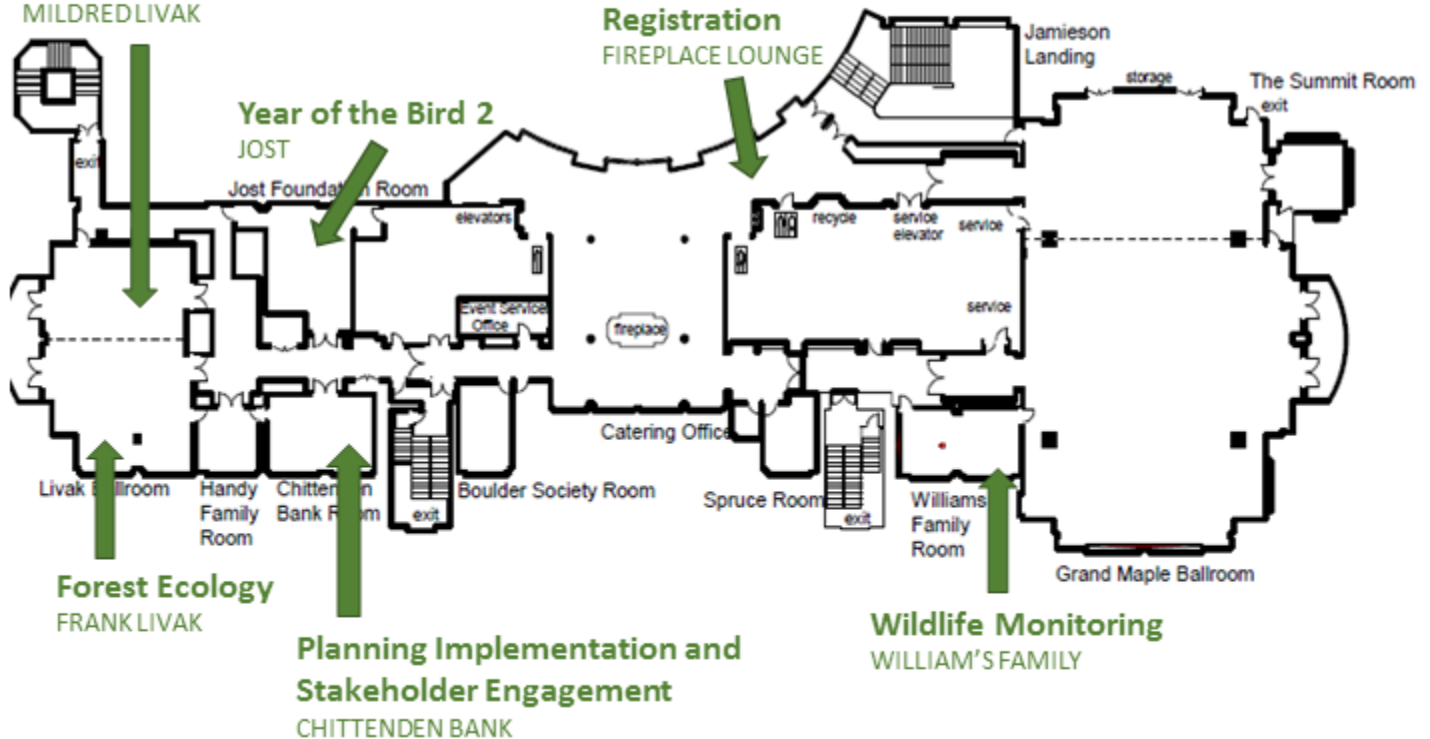 MILDRED LIVAK
Registration
FIREPLACE LOUNGE
Jamieson
Landing
storage
The Summit Room
exit
Year of the Bird 2
JOST
exit
Jost Foundation Room
elevators
recycle
service
elevator
service
Event Service
Office
fireplace
service
Catering Office
Livak Ballroom
Handy
Family
Room
Chittenden
Bank Room
exit
Boulder Society Room
Spruce Room
exit
Williams
Family
Room
Grand Maple Ballroom
Forest Ecology
FRANK LIVAK
Planning Implementation and
Stakeholder Engagement
CHITTENDEN BANK
Wildlife Monitoring
WILLIAM'S FAMILY